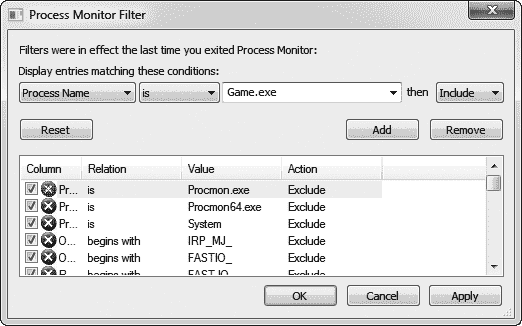 Process Monitor Filter
Filters were in effect the last time you exited Process Monitor:
Display entries matching these conditions:
Process Name is Game.exe then Include
Reset Add Remove
Column Relation Value Action
Pr... is Procmon.exe Exclude
Pr... is Procmon64.exe Exclude
Pr... is System Exclude
O... begins with IRP_MJ_ Exclude
O... begins with FASTIO_ Exclude
R... begins with FAST IO Exclude
OK Cancel Apply